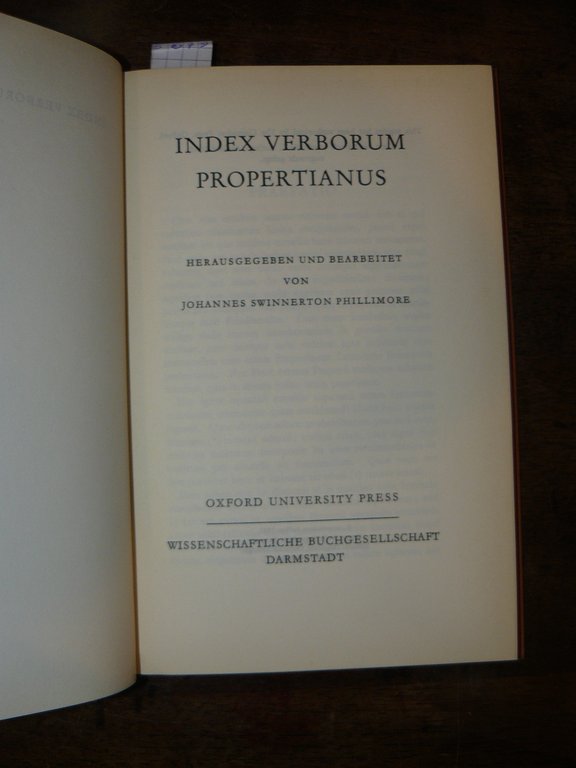 INDEX VERBORUM
PROPERTIANUS
HERAUSGEGEBEN UND BEARBEITET
VON
JOHANNES SWINNERTON PHILLIMORE
OXFORD UNIVERSITY PRESS
WISSENSCHAFTLICHE BUCHGESELLSCHAFT
DARMSTADT